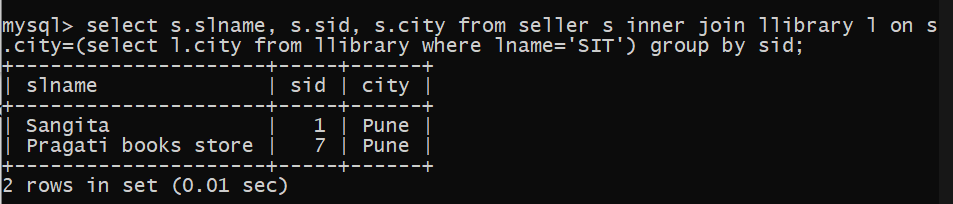 mysql> select s.slname, s.sid, s.city from seller s inner join llibrary l on s
.city=(select l.city from llibrary where lname='SIT') group by sid;
+---------------------+-----+------+
| slname              | sid | city |
+---------------------+-----+------+
| Sangita             |   1 | Pune |
| Pragati books store |   7 | Pune |
+---------------------+-----+------+
2 rows in set (0.01 sec)